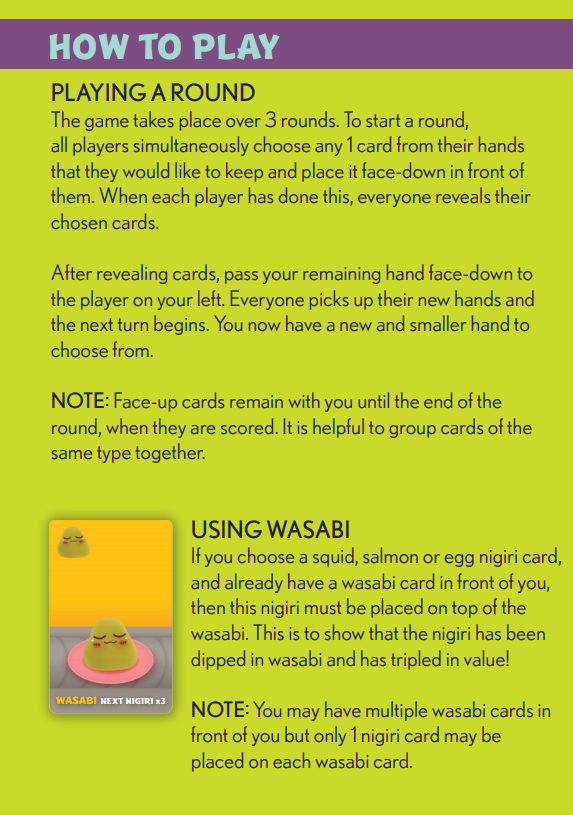 HOW TO PLAY
PLAYING A ROUND
The game takes place over 3 rounds. To start a round,
all players simultaneously choose any 1 card from their hands
that they would like to keep and place it face-down in front of
them. When each player has done this, everyone reveals their
chosen cards.
After revealing cards, pass your remaining hand face-down to
the player on your left. Everyone picks up their new hands and
the next turn begins. You now have a new and smaller hand to
choose from.
NOTE: Face-up cards remain with you until the end of the
round, when they are scored. It is helpful to group cards of the
same type together.
USING WASABI
If you choose a squid, salmon or egg nigiri card,
and already have a wasabi card in front of you,
then this nigiri must be placed on top of the
wasabi. This is to show that the nigiri has been
dipped in wasabi and has tripled in value!
NOTE: You may have multiple wasabi cards in
front of you but only 1 nigiri card may be
placed on each wasabi card.
WASABI NEXT NIGIRI x3